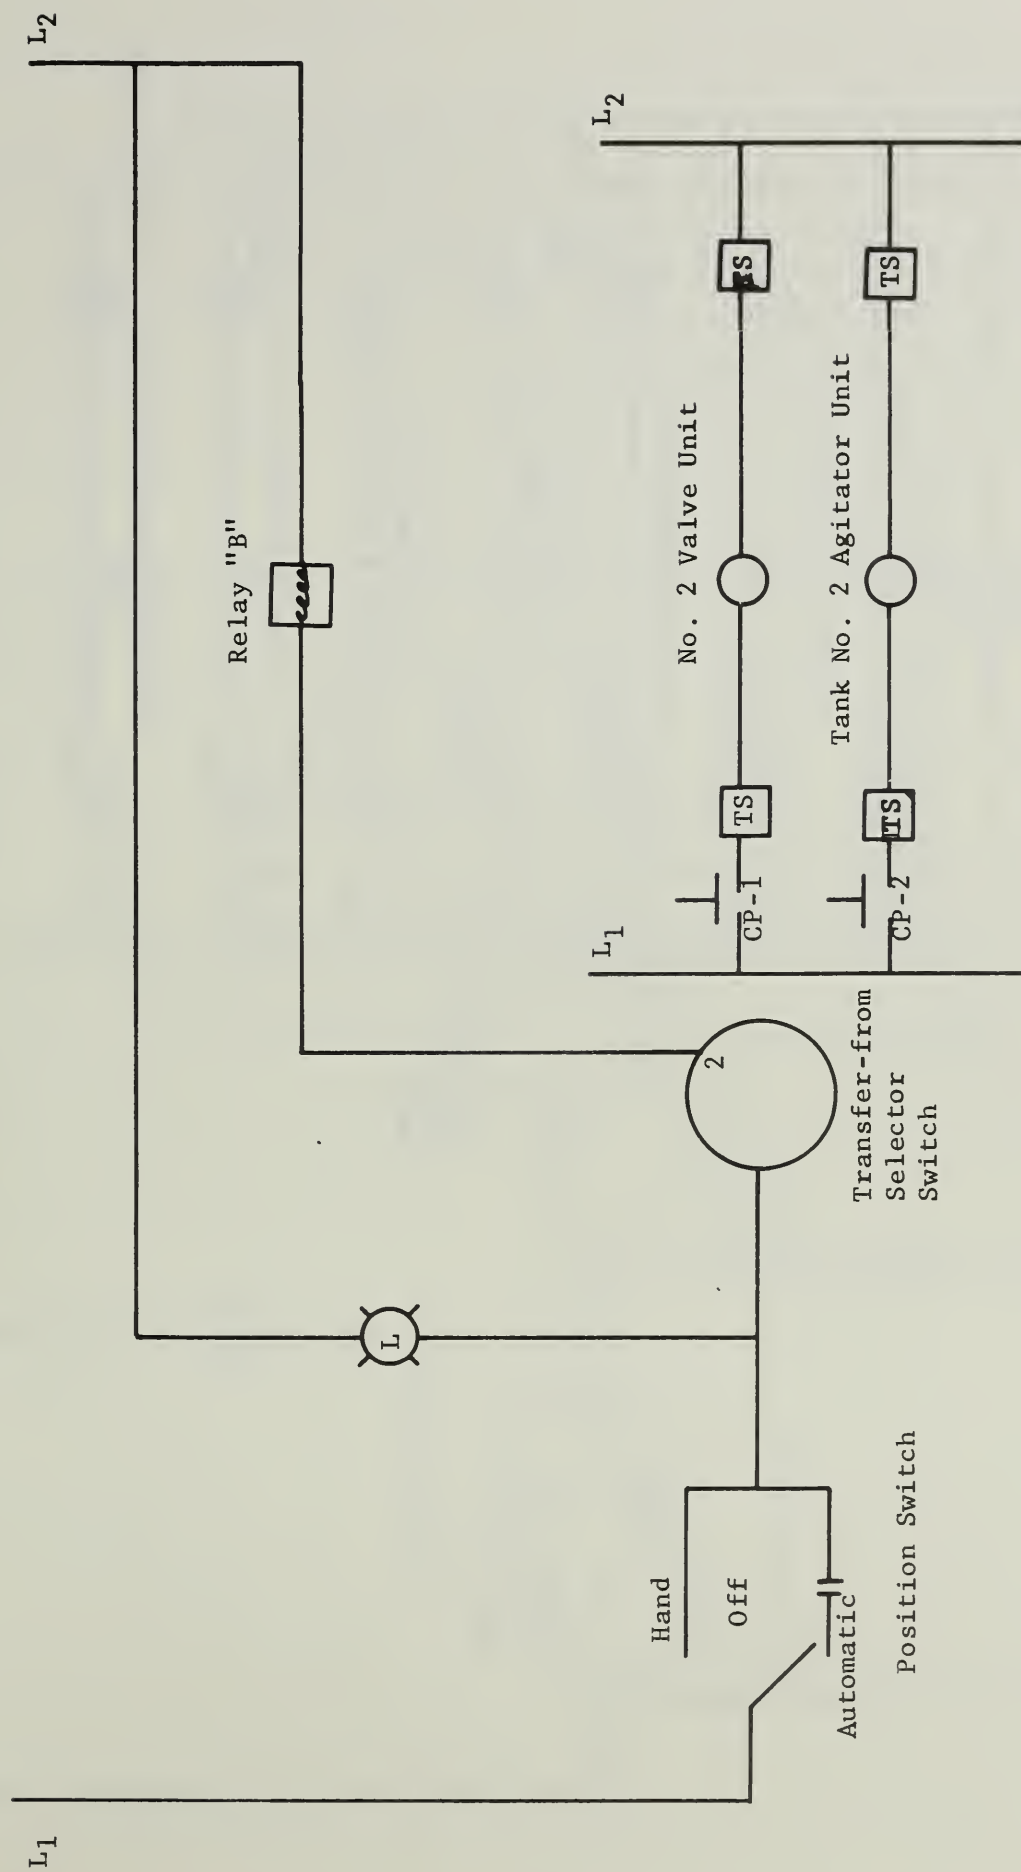 L1
L2
Relay "B"
L
Hand
Off
Automatic
Position Switch
2
Transfer-from
Selector
Switch
L1
L2
No. 2 Valve Unit
CP-1
TS
TS
Tank No. 2 Agitator Unit
CP-2
TS
TS